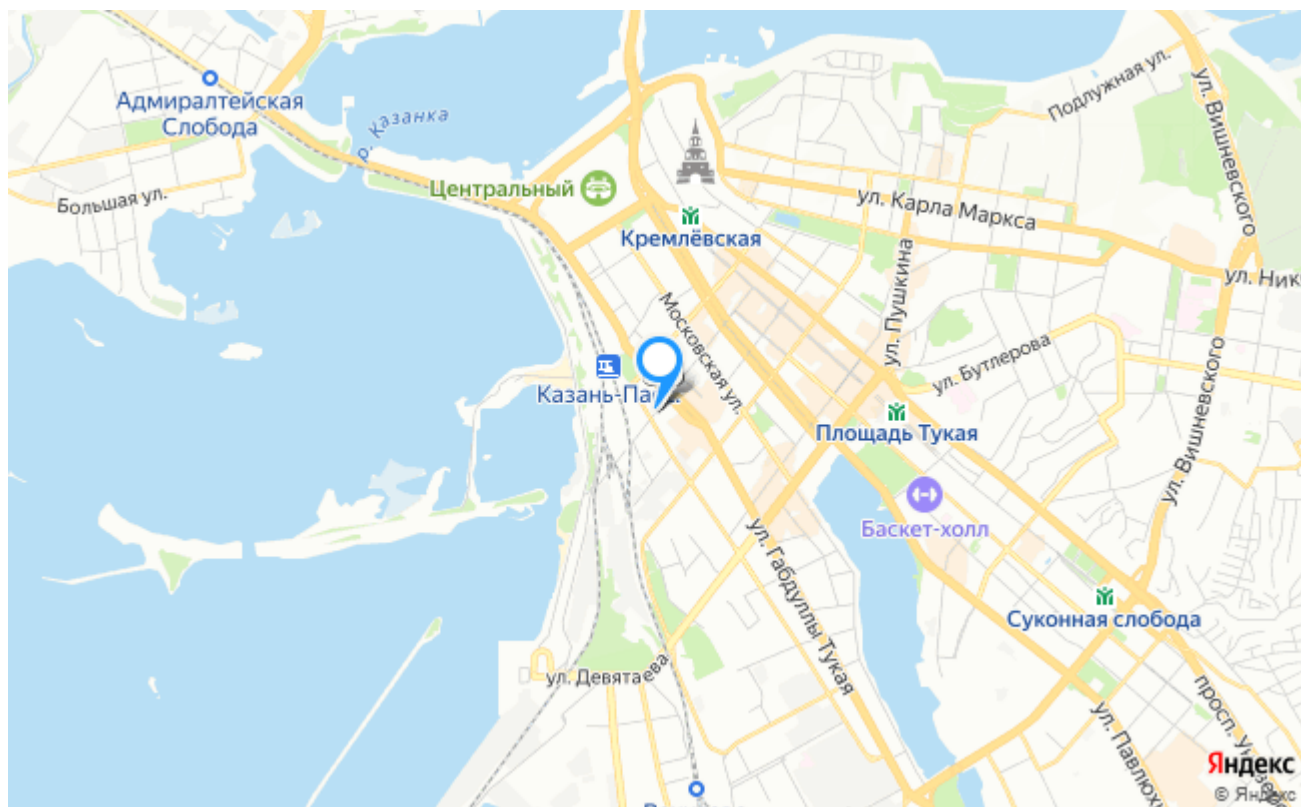 Адмиралтейская
Слобода
р. Казанка
Большая ул.
Центральный
Кремлёвская
Подлужная ул.
ул. Вишневского
ул. Карла Маркса
ул. Ник
ул. Пушкина
Московская ул.
ул. Бутлерова
Казань-Па
Площадь Тукая
ул. Вишневского
Баскет-холл
ул. Габдуллы Тукая
Суконная слобода
ул. Девятаева
просп. Ун
ул. Павлюх
Яндекс
© Яндекс